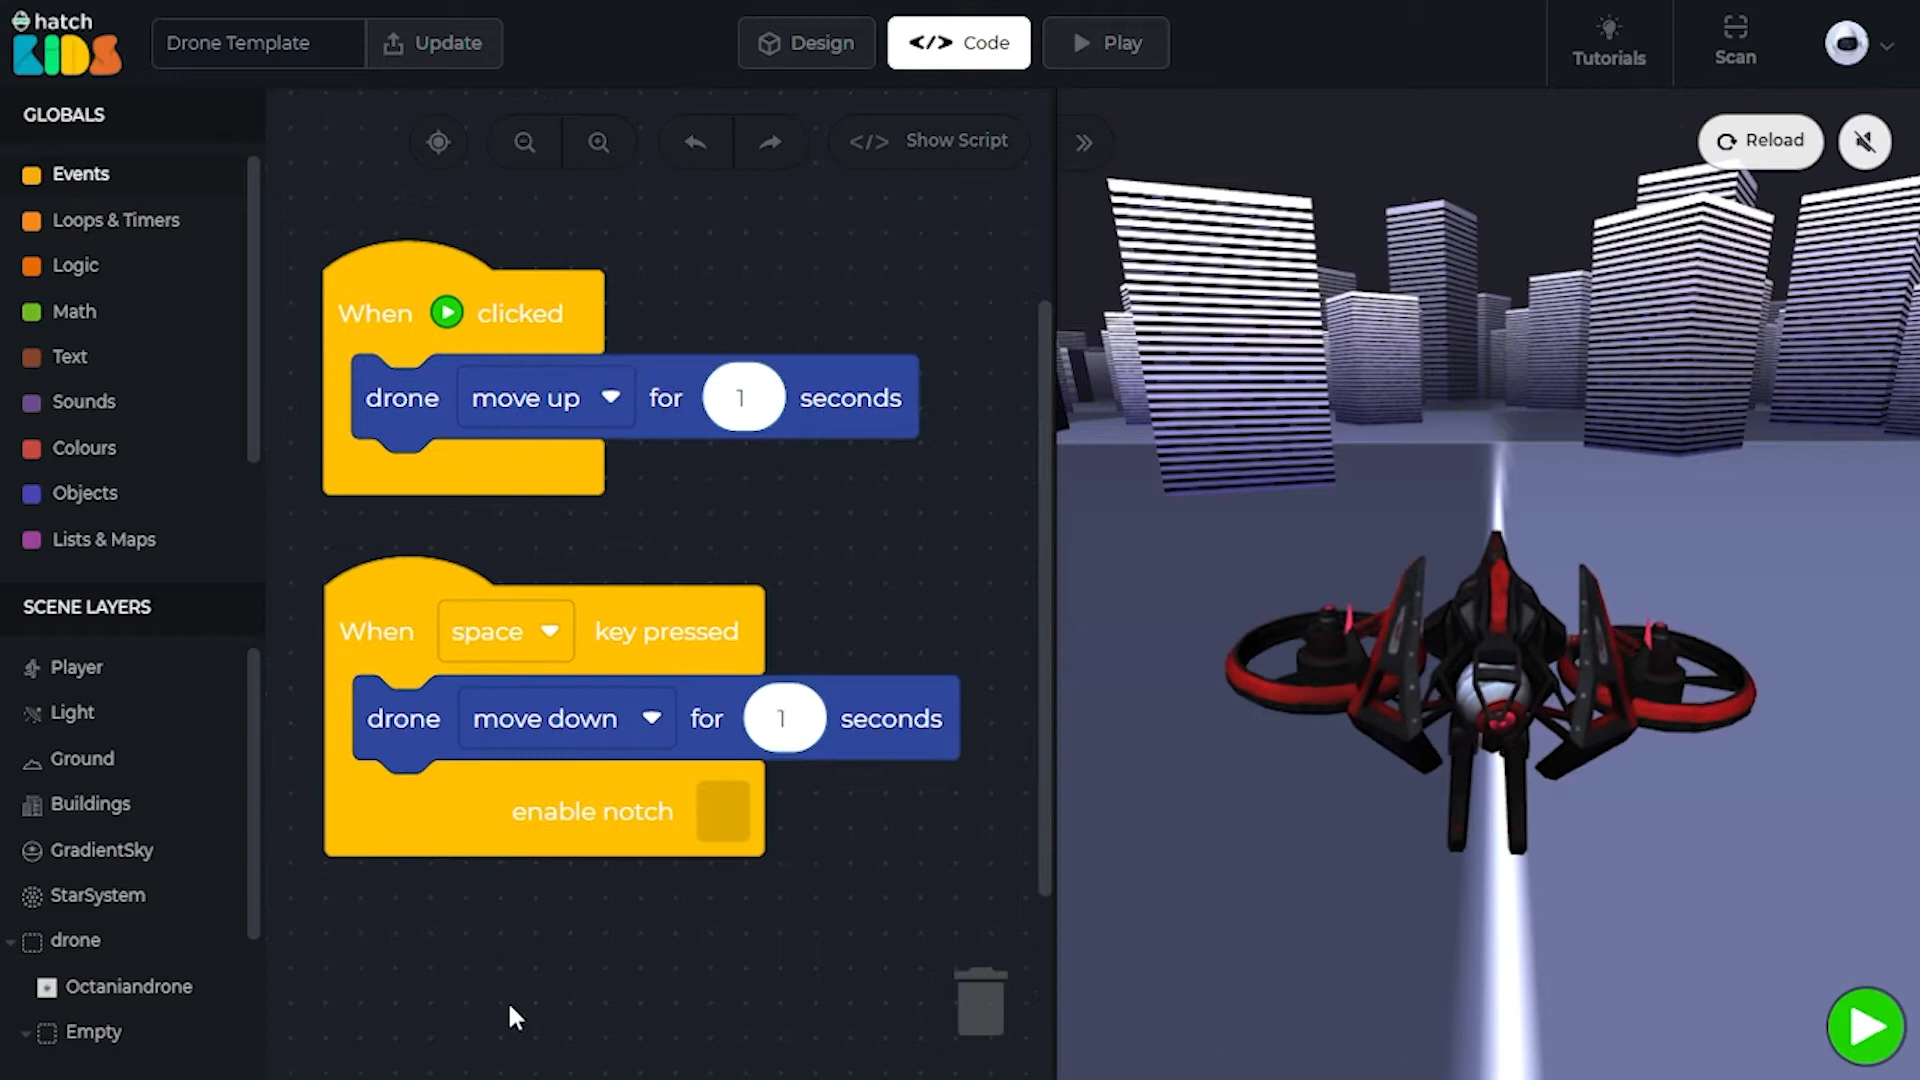 hatch
KIDS
Drone Template
Update
Design
</> Code
Play
Tutorials
Scan
GLOBALS
Events
Loops & Timers
Logic
Math
Text
Sounds
Colours
Objects
Lists & Maps
SCENE LAYERS
Player
Light
Ground
Buildings
GradientSky
StarSystem
drone
Octaniandrone
Empty
</> Show Script
Reload
When clicked
drone move up for 1 seconds
When space key pressed
drone move down for 1 seconds
enable notch